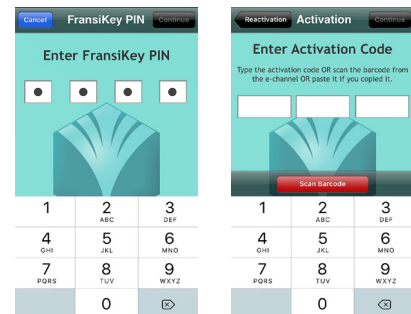 Cancel FransiKey PIN Continue
Enter FransiKey PIN
1 2 3
ABC DEF
4 5 6
GHI JKL MNO
7 8 9
PQRS TUV WXYZ
0
Reactivation Activation Continue
Enter Activation Code
Type the activation code OR scan the barcode from
the e-channel OR paste it if you copied it.
Scan Barcode
1 2 3
ABC DEF
4 5 6
GHI JKL MNO
7 8 9
PQRS TUV WXYZ
0